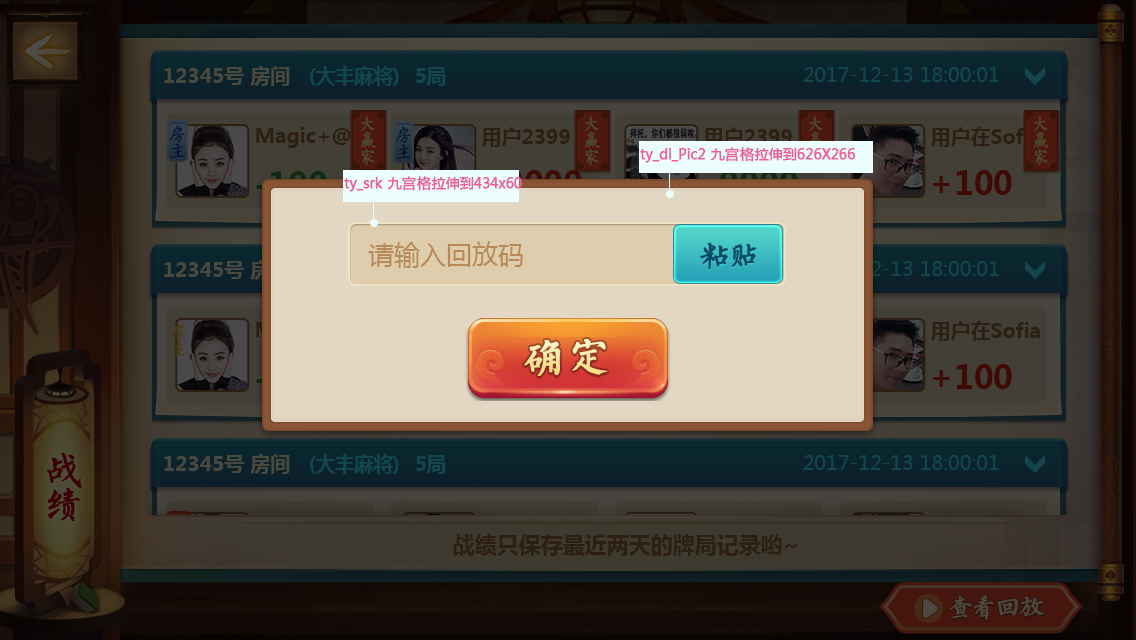 12345号 房间 (大丰麻将) 5局 2017-12-13 18:00:01
房主 Magic+@ 大赢家 房主 用户2399 大赢家 拜托，你们都很弱唉 用户2399 大赢家 用户在Sof 大赢家
ty_di_Pic2 九宫格拉伸到626X266
ty_srk 九宫格拉伸到434x60
+100
请输入回放码 粘贴
12345号
2-13 18:00:01
用户在Sofia
确定
+100
12345号 房间 (大丰麻将) 5局 2017-12-13 18:00:01
战绩
战绩只保存最近两天的牌局记录哟~
查看回放